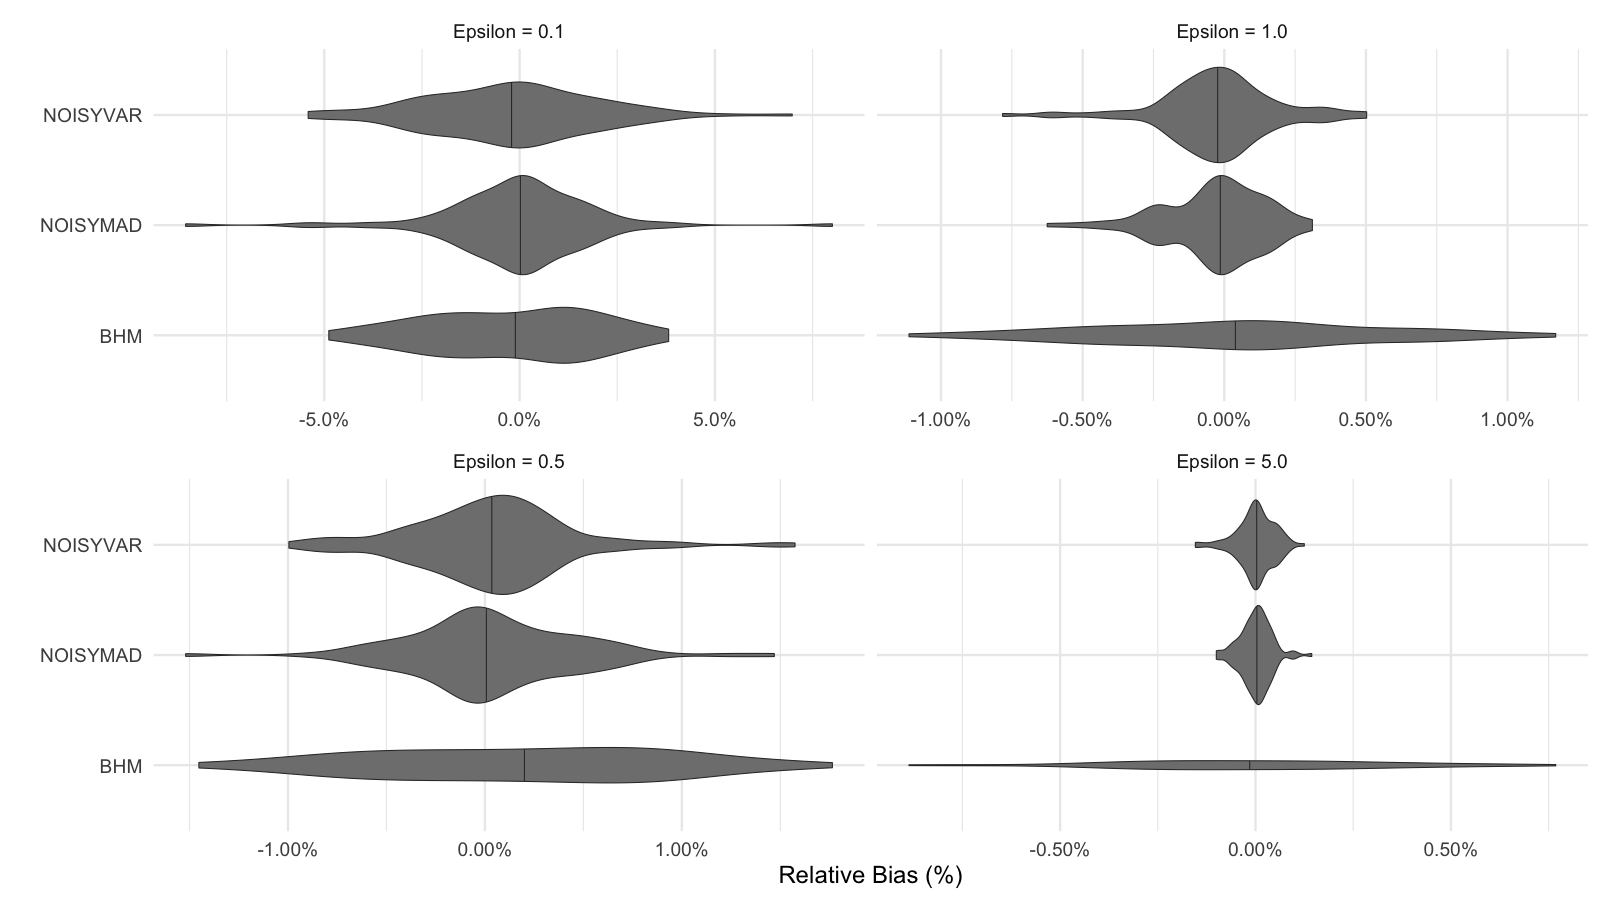 Epsilon = 0.1
Epsilon = 1.0
NOISYVAR
NOISYMAD
BHM
-5.0% 0.0% 5.0%
-1.00% -0.50% 0.00% 0.50% 1.00%
Epsilon = 0.5
Epsilon = 5.0
NOISYVAR
NOISYMAD
BHM
-1.00% 0.00% 1.00%
-0.50% 0.00% 0.50%
Relative Bias (%)